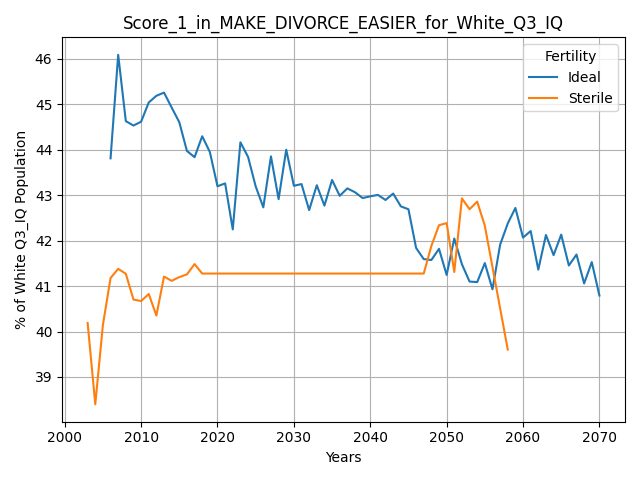 Score_1_in_MAKE_DIVORCE_EASIER_for_White_Q3_IQ
Fertility
Ideal
Sterile
% of White Q3_IQ Population
46
45
44
43
42
41
40
39
2000 2010 2020 2030 2040 2050 2060 2070
Years